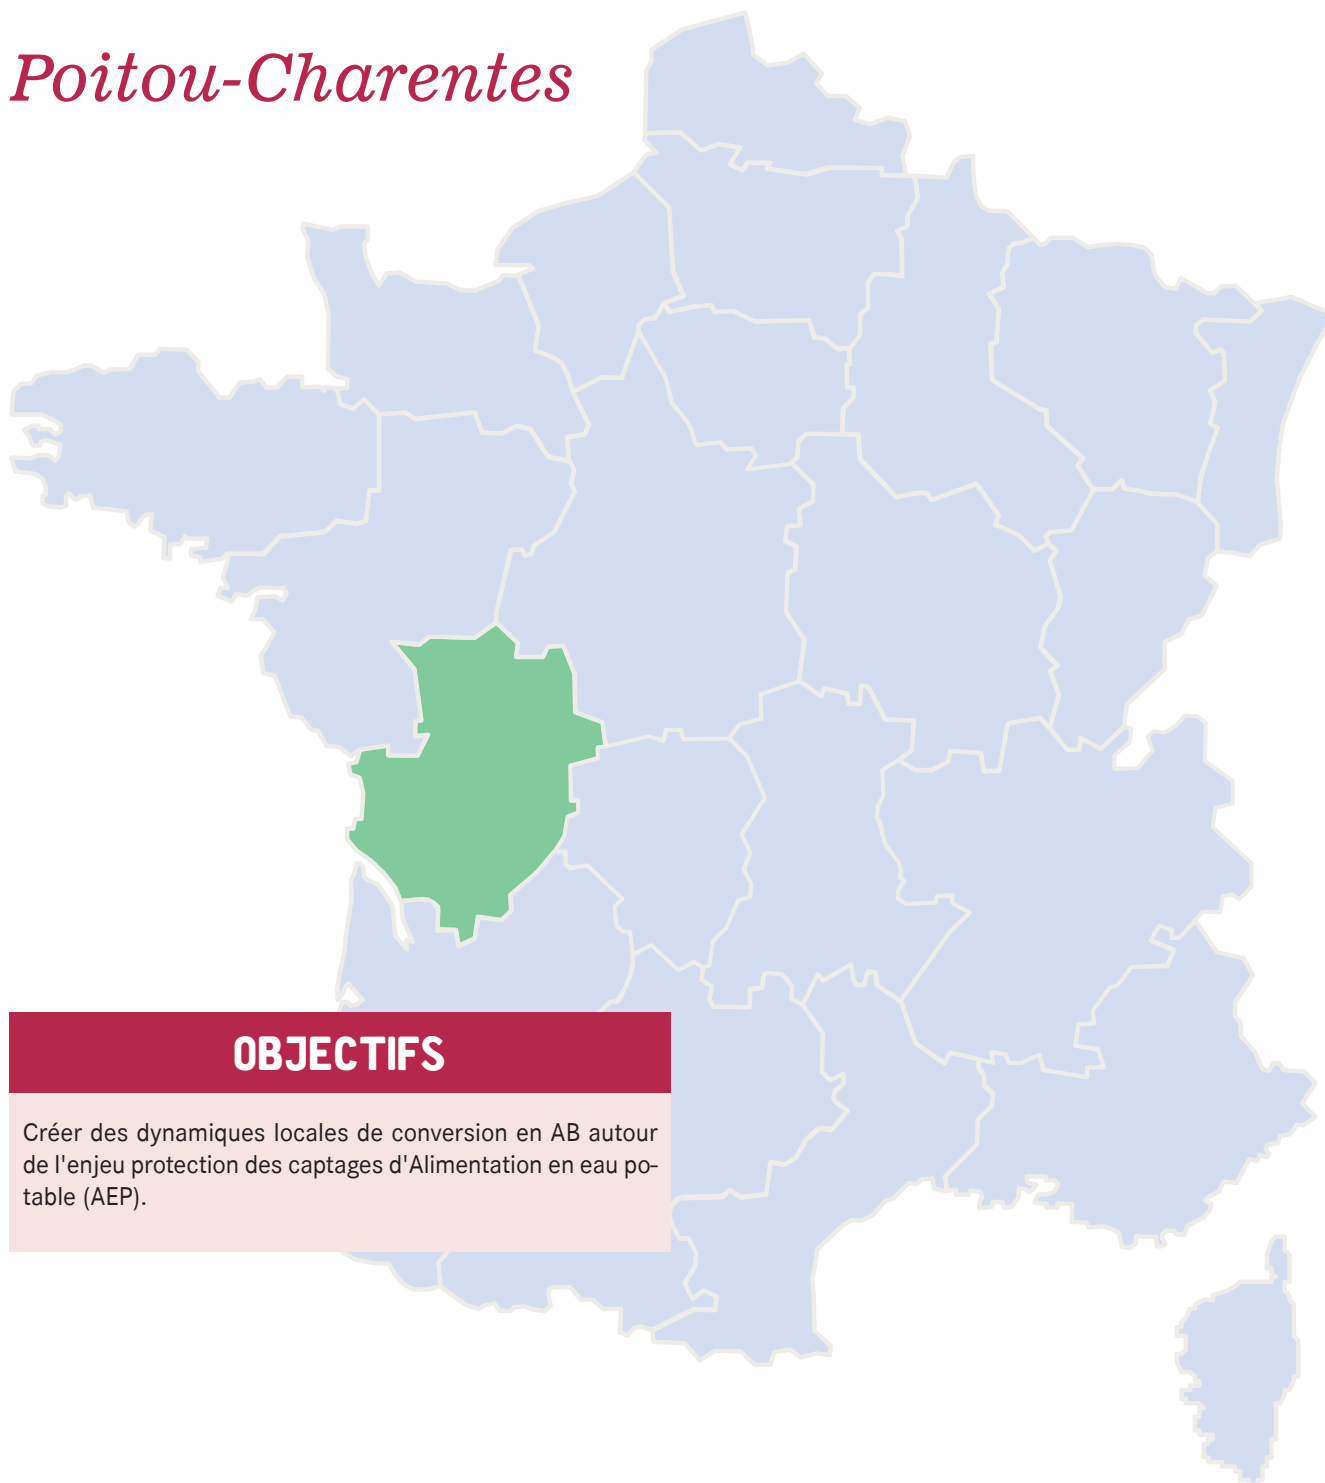 Poitou-Charentes
OBJECTIFS
Créer des dynamiques locales de conversion en AB autour
de l'enjeu protection des captages d'Alimentation en eau po-
table (AEP).